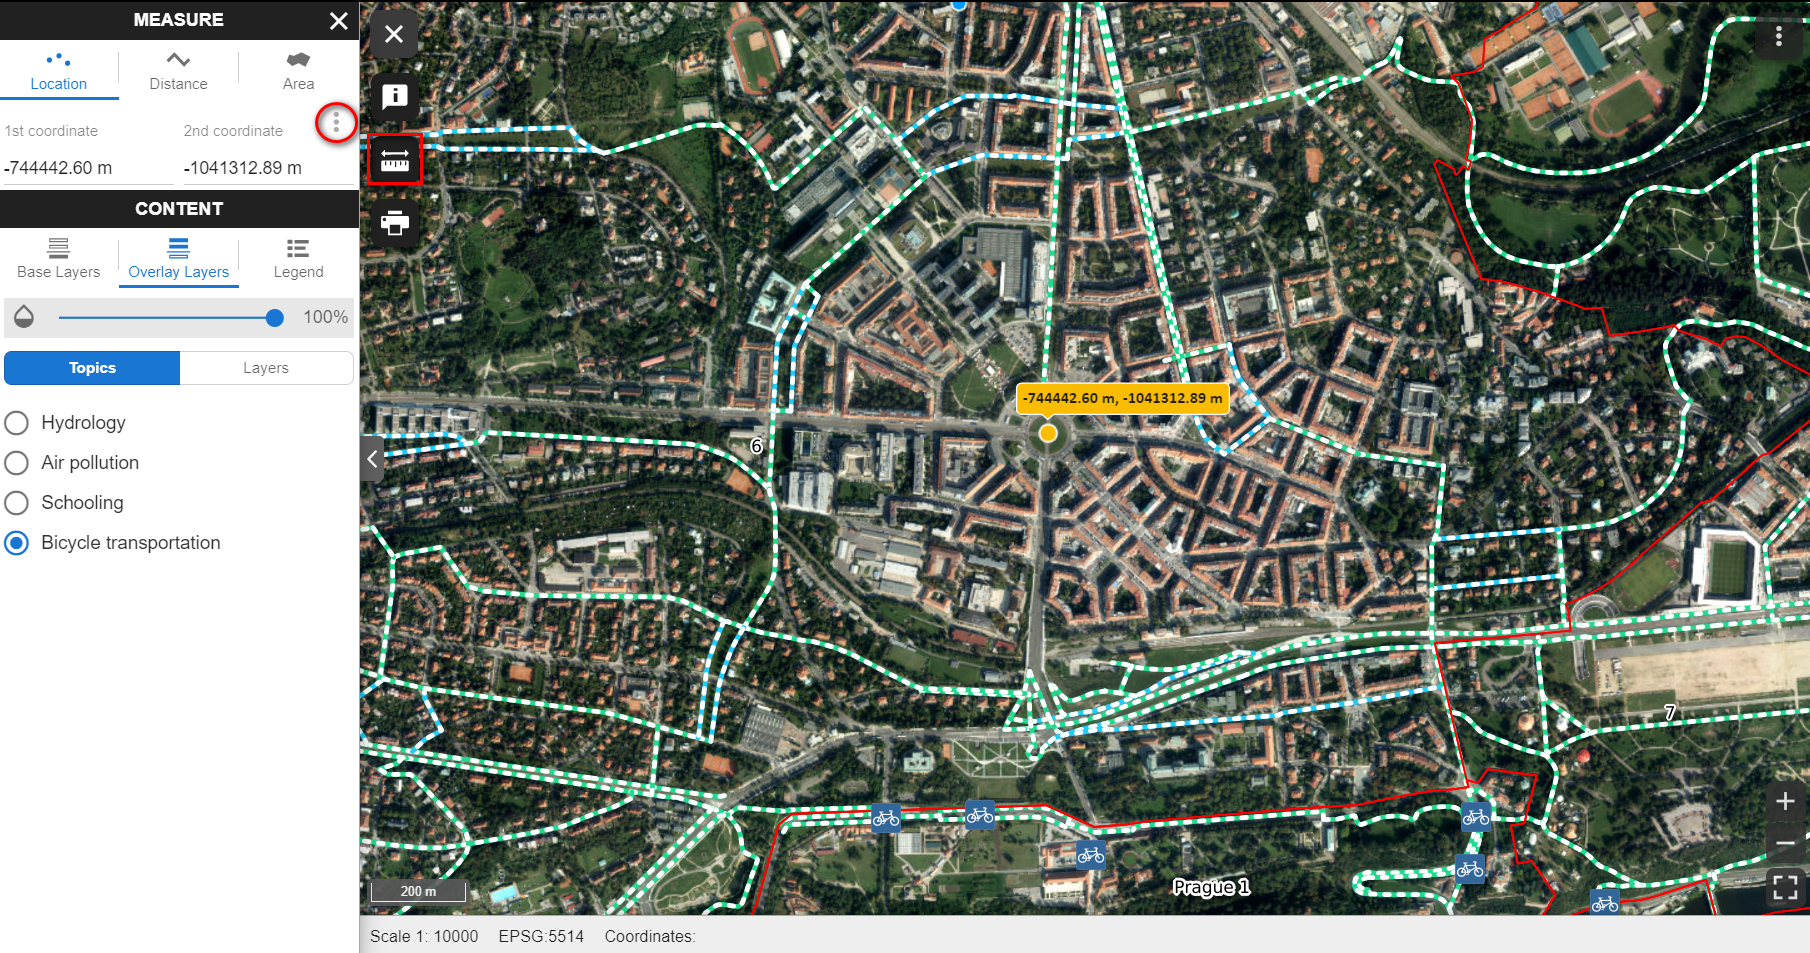 MEASURE
Location
Distance
Area
1st coordinate
2nd coordinate
-744442.60 m
-1041312.89 m
CONTENT
Base Layers
Overlay Layers
Legend
100%
Topics
Layers
Hydrology
Air pollution
Schooling
Bicycle transportation
-744442.60 m, -1041312.89 m
6
7
Prague 1
200 m
Scale 1: 10000
EPSG:5514
Coordinates: